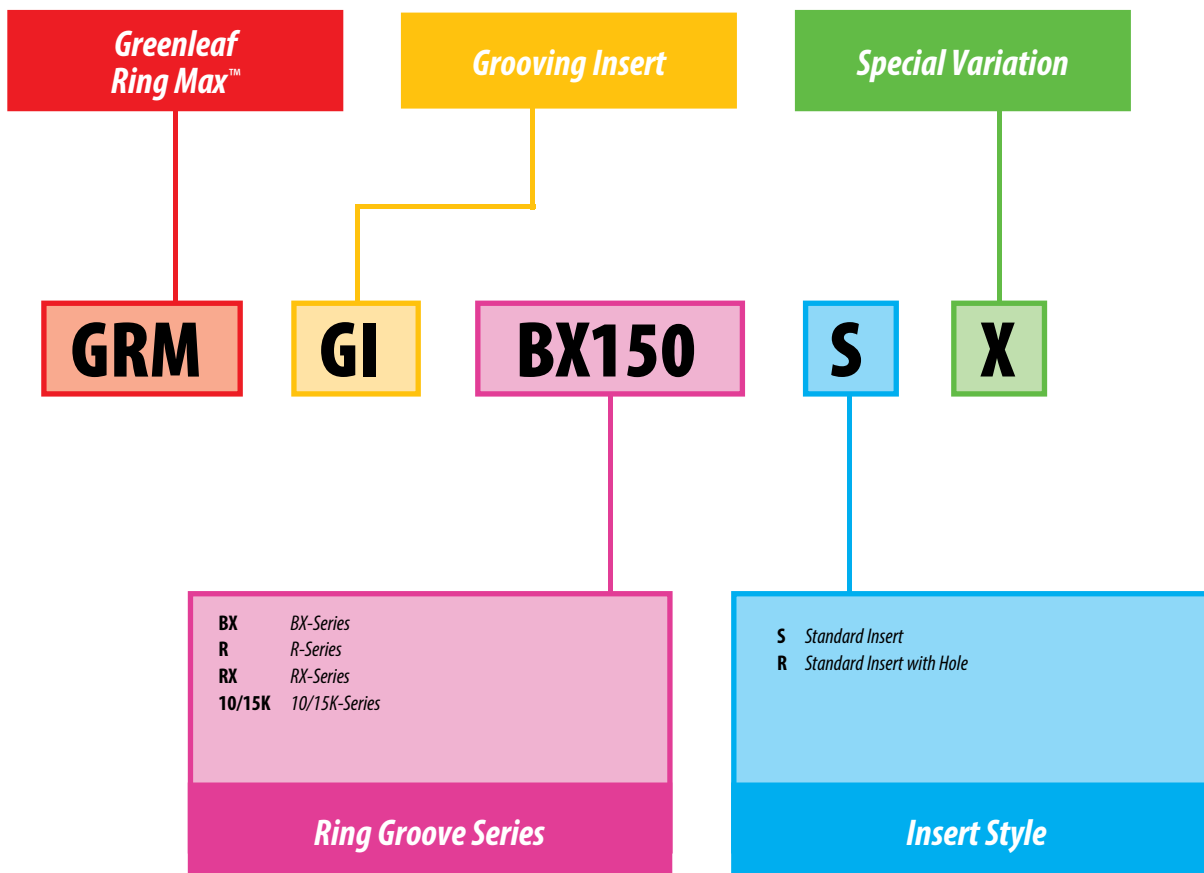 Greenleaf
Ring Max™
Grooving Insert
Special Variation
GRM GI BX150 S X
BX BX-Series
R R-Series
RX RX-Series
10/15K 10/15K-Series
Ring Groove Series
S Standard Insert
R Standard Insert with Hole
Insert Style